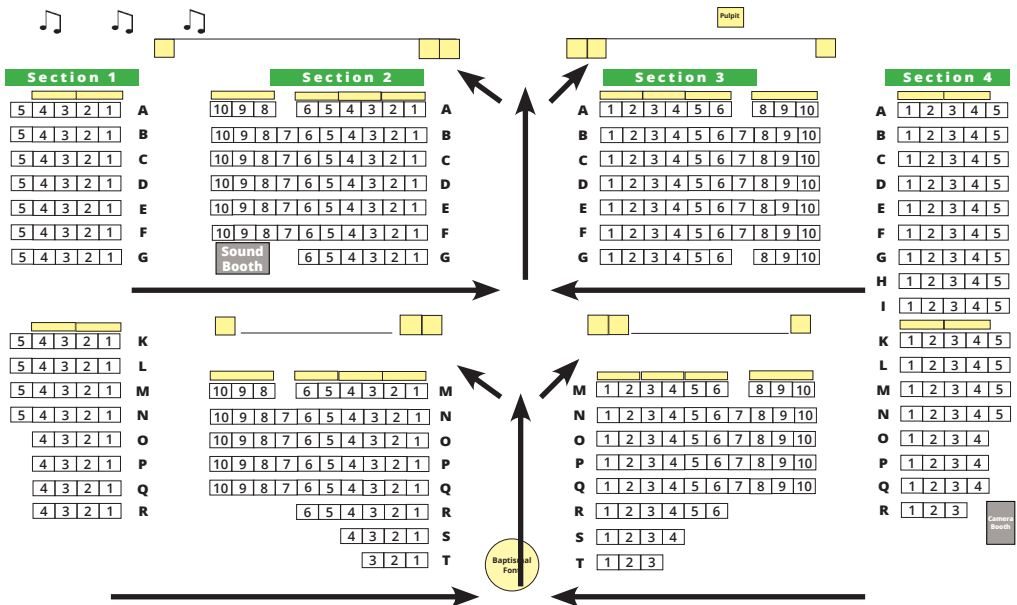 Pulpit
Section 1 Section 2 Section 3 Section 4
5 4 3 2 1 A 10 9 8 6 5 4 3 2 1 A A 1 2 3 4 5 6 8 9 10 A 1 2 3 4 5
5 4 3 2 1 B 10 9 8 7 6 5 4 3 2 1 B B 1 2 3 4 5 6 7 8 9 10 B 1 2 3 4 5
5 4 3 2 1 C 10 9 8 7 6 5 4 3 2 1 C C 1 2 3 4 5 6 7 8 9 10 C 1 2 3 4 5
5 4 3 2 1 D 10 9 8 7 6 5 4 3 2 1 D D 1 2 3 4 5 6 7 8 9 10 D 1 2 3 4 5
5 4 3 2 1 E 10 9 8 7 6 5 4 3 2 1 E E 1 2 3 4 5 6 7 8 9 10 E 1 2 3 4 5
5 4 3 2 1 F 10 9 8 7 6 5 4 3 2 1 F F 1 2 3 4 5 6 7 8 9 10 F 1 2 3 4 5
5 4 3 2 1 G Sound 6 5 4 3 2 1 G G 1 2 3 4 5 6 8 9 10 G 1 2 3 4 5
Booth
H 1 2 3 4 5
I 1 2 3 4 5
5 4 3 2 1 K K 1 2 3 4 5
5 4 3 2 1 L L 1 2 3 4 5
5 4 3 2 1 M 10 9 8 6 5 4 3 2 1 M M 1 2 3 4 5 6 8 9 10 M 1 2 3 4 5
5 4 3 2 1 N 10 9 8 7 6 5 4 3 2 1 N N 1 2 3 4 5 6 7 8 9 10 N 1 2 3 4 5
4 3 2 1 O 10 9 8 7 6 5 4 3 2 1 O O 1 2 3 4 5 6 7 8 9 10 O 1 2 3 4
4 3 2 1 P 10 9 8 7 6 5 4 3 2 1 P P 1 2 3 4 5 6 7 8 9 10 P 1 2 3 4
4 3 2 1 Q 10 9 8 7 6 5 4 3 2 1 Q Q 1 2 3 4 5 6 7 8 9 10 Q 1 2 3 4
4 3 2 1 R 6 5 4 3 2 1 R R 1 2 3 4 5 6 R 1 2 3
Camera
Booth
4 3 2 1 S S 1 2 3 4
3 2 1 T T 1 2 3
Baptismal
Font